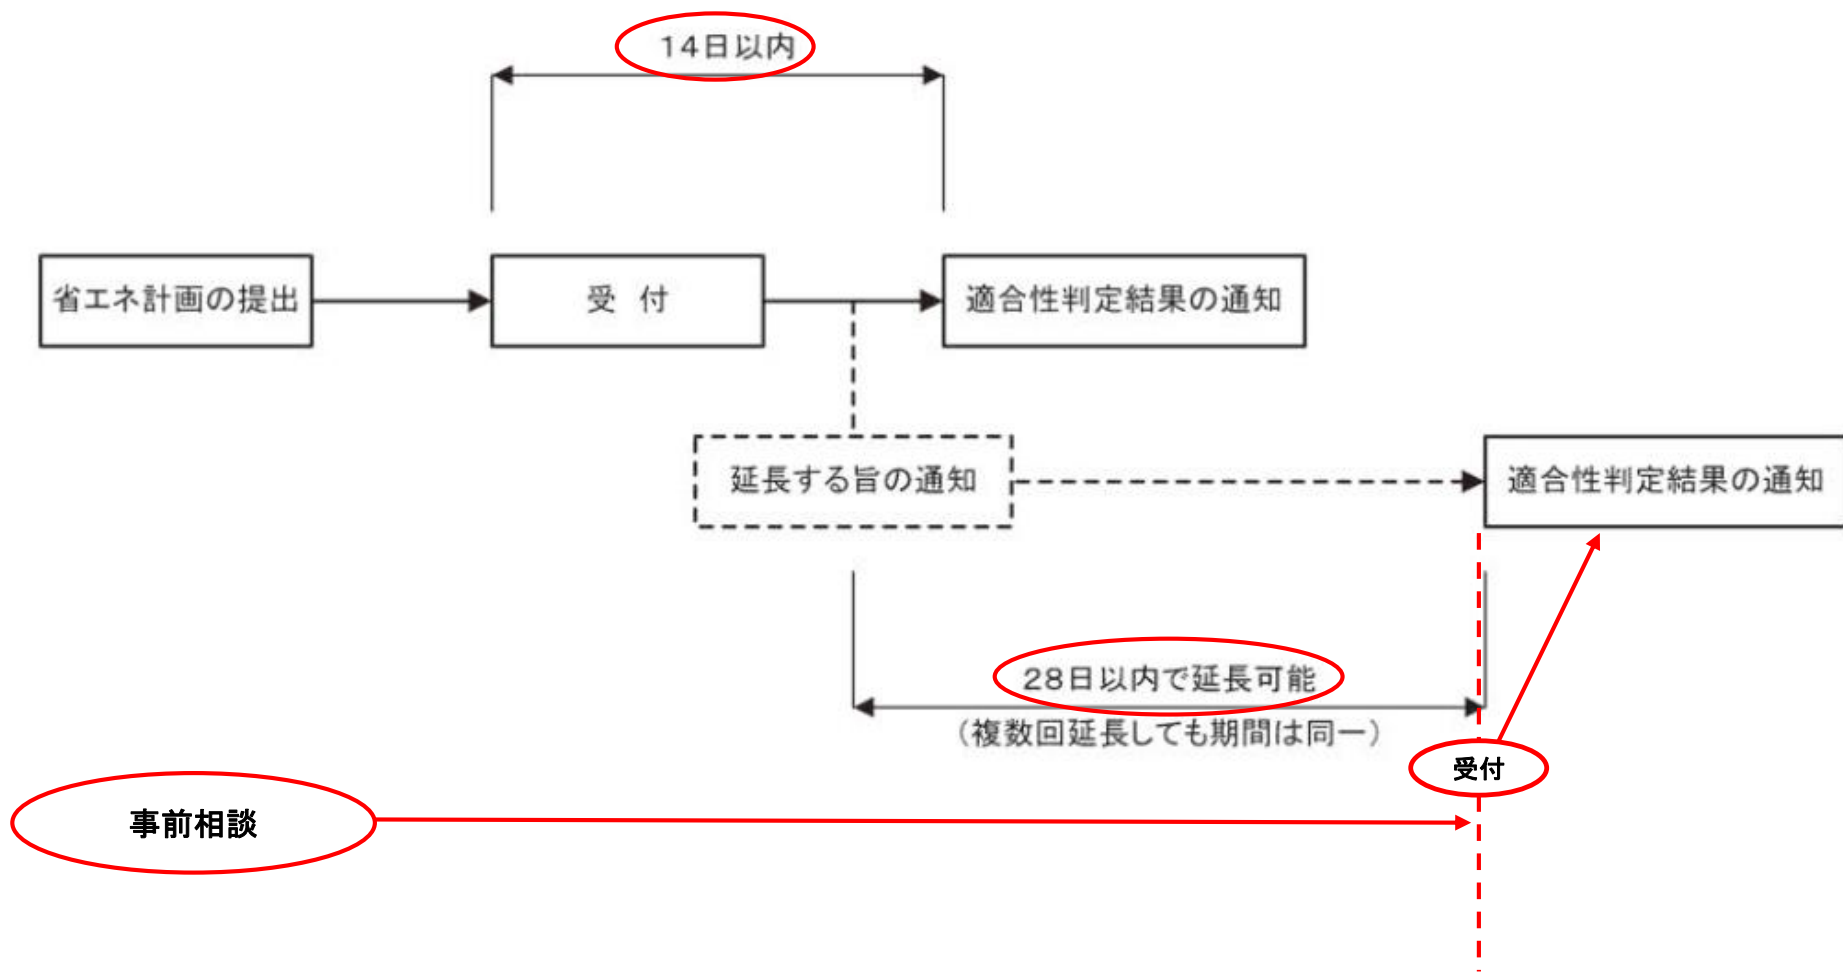 14日以内
省エネ計画の提出
受 付
適合性判定結果の通知
延長する旨の通知
適合性判定結果の通知
28日以内で延長可能
（複数回延長しても期間は同一）
受付
事前相談